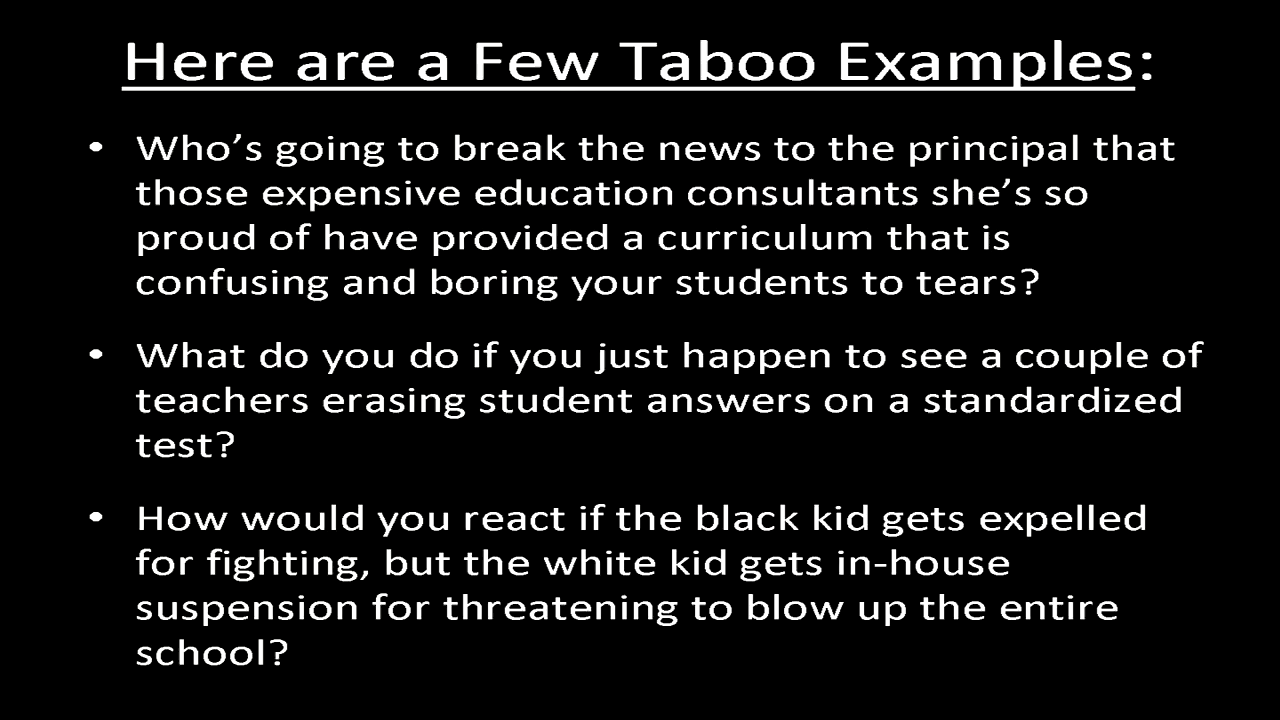 Here are a Few Taboo Examples:
• Who’s going to break the news to the principal that
those expensive education consultants she’s so
proud of have provided a curriculum that is
confusing and boring your students to tears?
• What do you do if you just happen to see a couple of
teachers erasing student answers on a standardized
test?
• How would you react if the black kid gets expelled
for fighting, but the white kid gets in-house
suspension for threatening to blow up the entire
school?